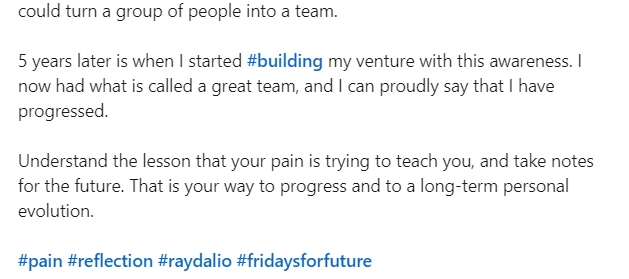 could turn a group of people into a team.
5 years later is when I started #building my venture with this awareness. I
now had what is called a great team, and I can proudly say that I have
progressed.
Understand the lesson that your pain is trying to teach you, and take notes
for the future. That is your way to progress and to a long-term personal
evolution.
#pain #reflection #raydalio #fridaysforfuture